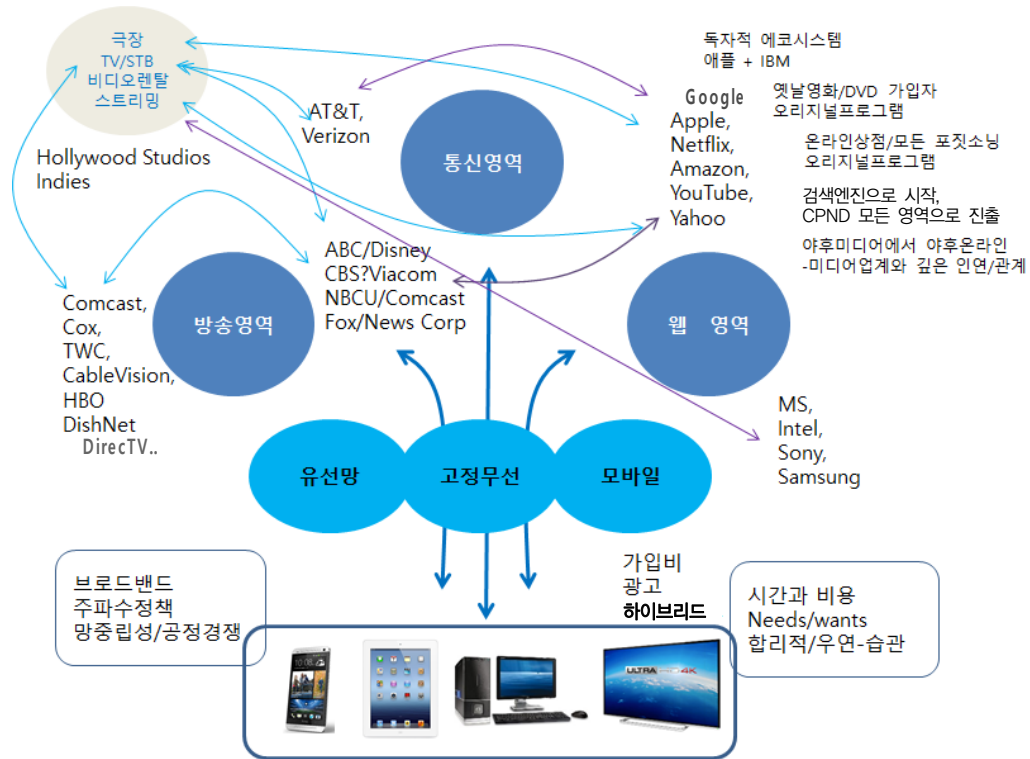 극장
TV/STB
비디오렌탈
스트리밍
Hollywood Studios
Indies
AT&T,
Verizon
통신영역
독자적 에코시스템
애플 + IBM
Google
Apple,
Netflix,
Amazon,
YouTube,
Yahoo
옛날영화/DVD 가입자
오리지널프로그램
온라인상점/모든 포짓소닝
오리지널프로그램
검색엔진으로 시작,
CPND 모든 영역으로 진출
야후미디어에서 야후온라인
-미디어업계와 깊은 인연/관계
ABC/Disney
CBS?Viacom
NBCU/Comcast
Fox/News Corp
Comcast,
Cox,
TWC,
CableVision,
HBO
DishNet
DirecTV..
방송영역
웹 영역
MS,
Intel,
Sony,
Samsung
유선망
고정무선
모바일
브로드밴드
주파수정책
망중립성/공정경쟁
가입비
광고
하이브리드
시간과 비용
Needs/wants
합리적/우연-습관
ULTRA 4K